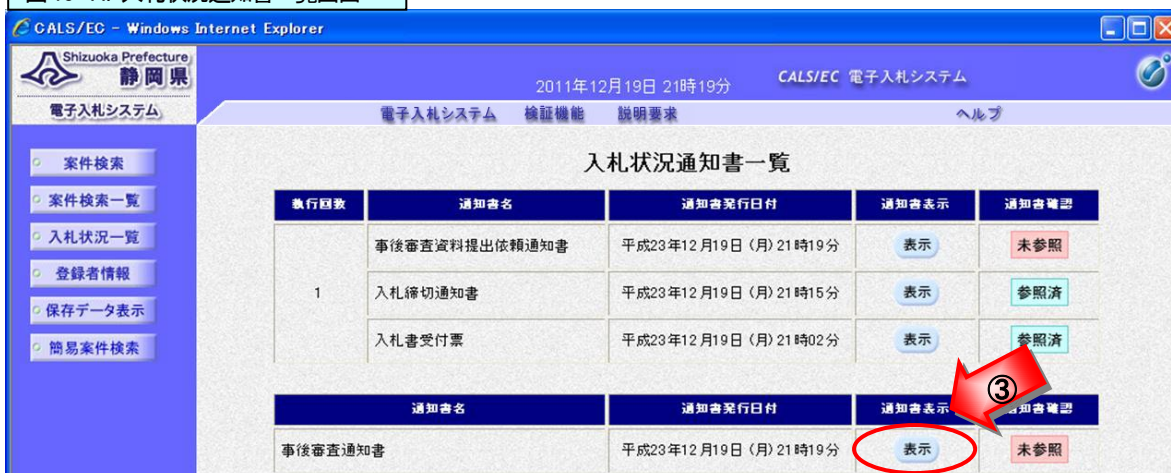 CALS/EC - Windows Internet Explorer
Shizuoka Prefecture
静岡県
2011年12月19日 21時19分
CALS/EC 電子入札システム
電子入札システム
電子入札システム 検証機能 説明要求 ヘルプ
案件検索
案件検索一覧
入札状況一覧
登録者情報
保存データ表示
簡易案件検索
入札状況通知書一覧
執行回数 通知書名 通知書発行日付 通知書表示 通知書確認
事後審査資料提出依頼通知書 平成23年12月19日(月)21時19分 表示 未参照
1 入札締切通知書 平成23年12月19日(月)21時15分 表示 参照済
入札書受付票 平成23年12月19日(月)21時02分 表示 参照済
③
通知書名 通知書発行日付 通知書表示 通知書確認
事後審査通知書 平成23年12月19日(月)21時19分 表示 未参照